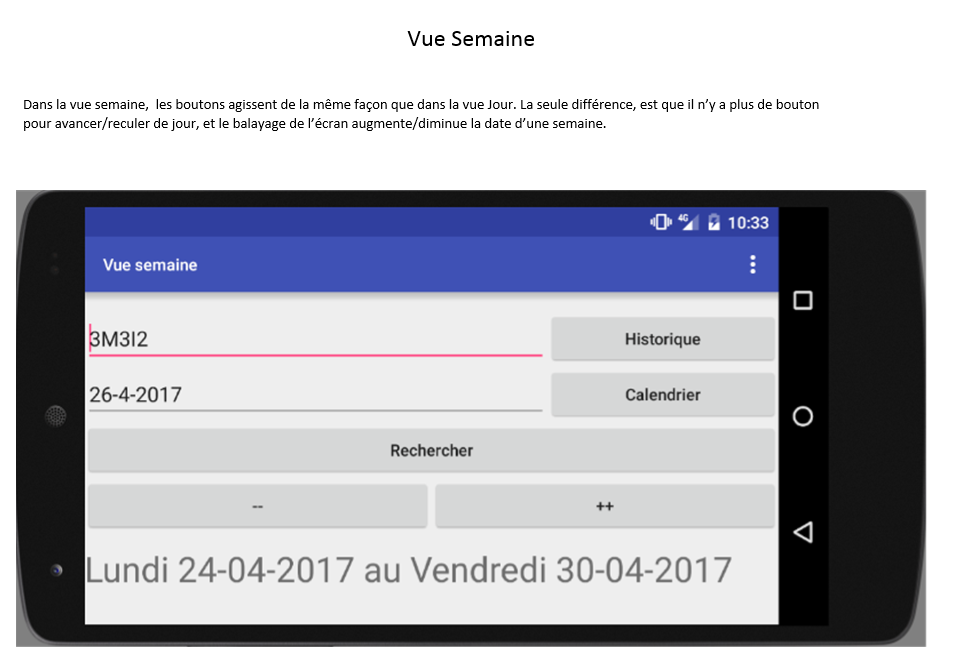 Vue Semaine
Dans la vue semaine, les boutons agissent de la même façon que dans la vue Jour. La seule différence, est que il n’y a plus de bouton
pour avancer/reculer de jour, et le balayage de l’écran augmente/diminue la date d’une semaine.
4G 10:33
Vue semaine
3M3I2
Historique
26-4-2017
Calendrier
Rechercher
-- ++
Lundi 24-04-2017 au Vendredi 30-04-2017